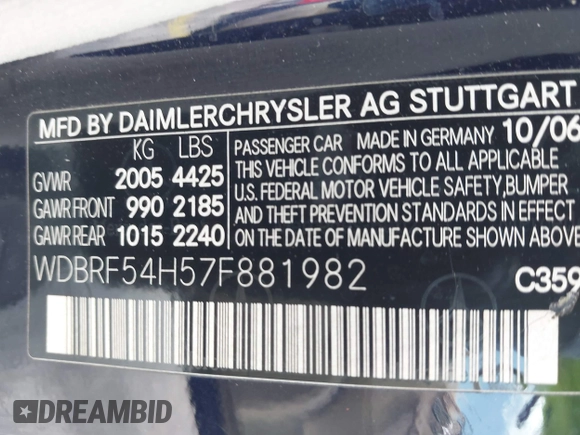 MFD BY DAIMLERCHRYSLER AG STUTTGART
KG LBS
GVWR 2005 4425
GAWR FRONT 990 2185
GAWR REAR 1015 2240
PASSENGER CAR MADE IN GERMANY 10/06
THIS VEHICLE CONFORMS TO ALL APPLICABLE
U.S. FEDERAL MOTOR VEHICLE SAFETY,BUMPER
AND THEFT PREVENTION STANDARDS IN EFFECT
ON THE DATE OF MANUFACTURE SHOWN ABOVE
WDBRF54H57F881982
C359
DREAMBID